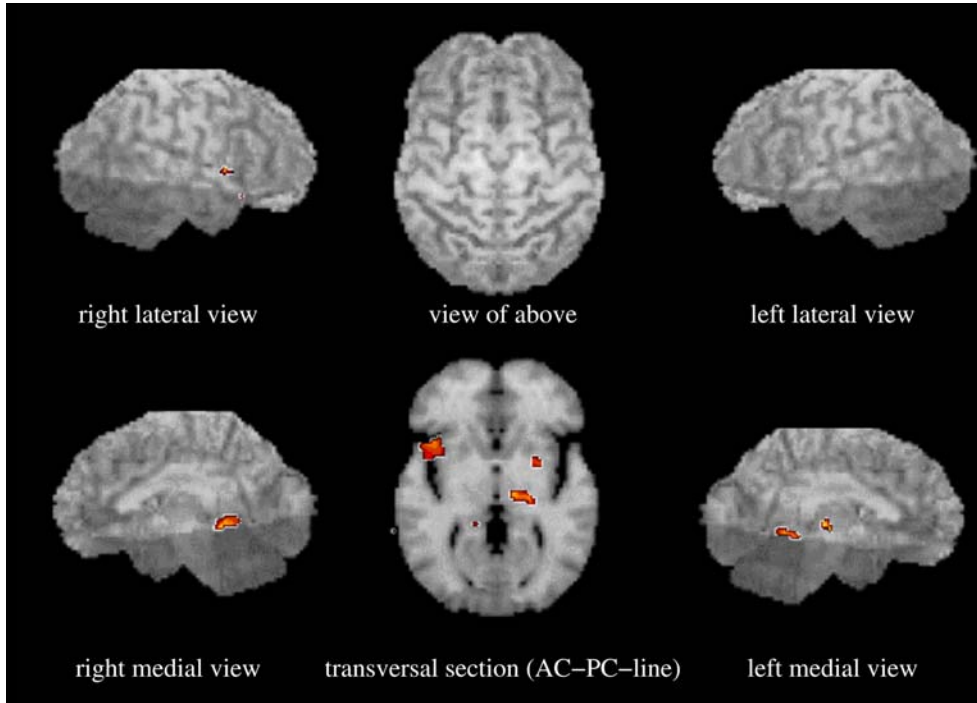 right lateral view
view of above
left lateral view
right medial view
transversal section (AC−PC−line)
left medial view